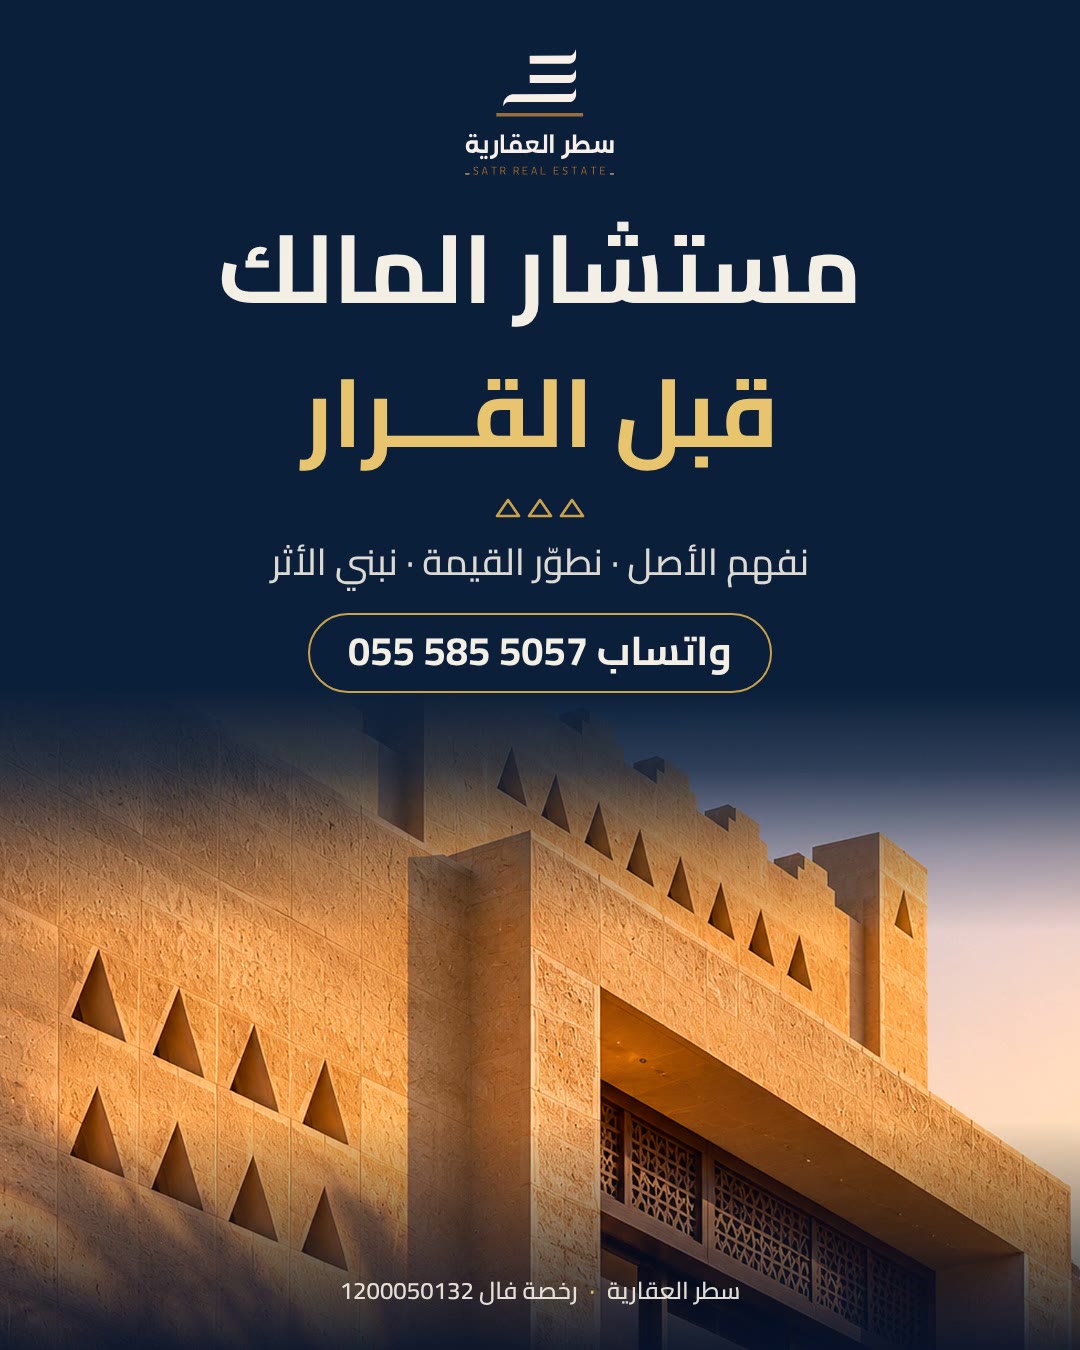 سطر العقارية
SATR REAL ESTATE
مستشار المالك
قبل القـــرار
نفهم الأصل · نطوّر القيمة · نبني الأثر
واتساب 055 585 5057
سطر العقارية · رخصة فال 1200050132